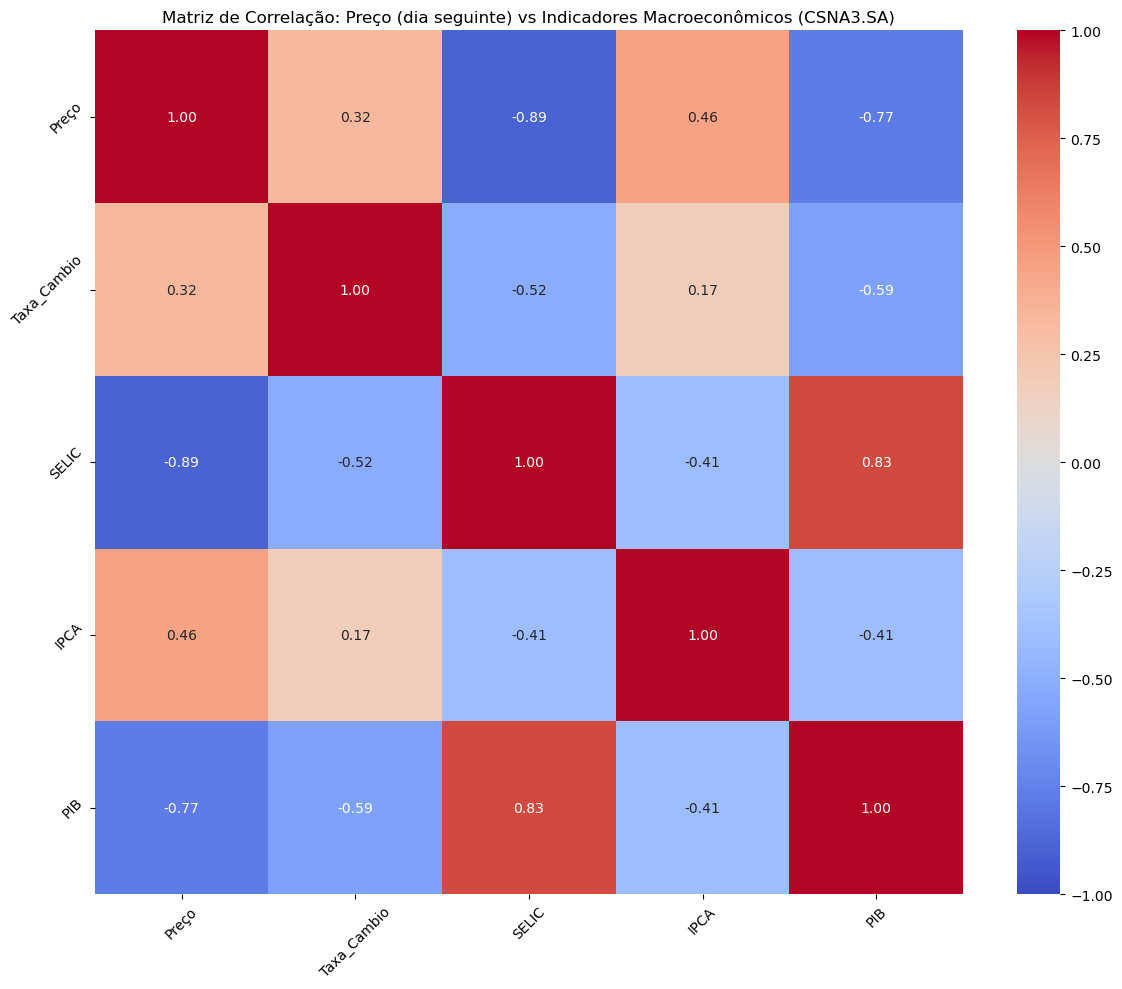 Matriz de Correlação: Preço (dia seguinte) vs Indicadores Macroeconômicos (CSNA3.SA)
Preço 1.00 0.32 -0.89 0.46 -0.77
Taxa_Cambio 0.32 1.00 -0.52 0.17 -0.59
SELIC -0.89 -0.52 1.00 -0.41 0.83
IPCA 0.46 0.17 -0.41 1.00 -0.41
PIB -0.77 -0.59 0.83 -0.41 1.00
Preço Taxa_Cambio SELIC IPCA PIB
1.00
0.75
0.50
0.25
0.00
−0.25
−0.50
−0.75
−1.00